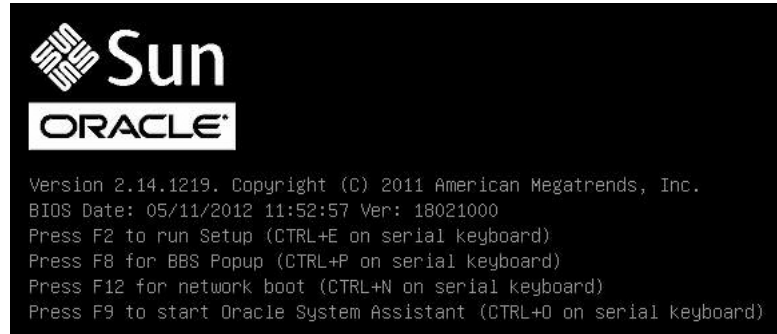 Sun
ORACLE
Version 2.14.1219. Copyright (C) 2011 American Megatrends, Inc.
BIOS Date: 05/11/2012 11:52:57 Ver: 18021000
Press F2 to run Setup (CTRL+E on serial keyboard)
Press F8 for BBS Popup (CTRL+P on serial keyboard)
Press F12 for network boot (CTRL+N on serial keyboard)
Press F9 to start Oracle System Assistant (CTRL+O on serial keyboard)